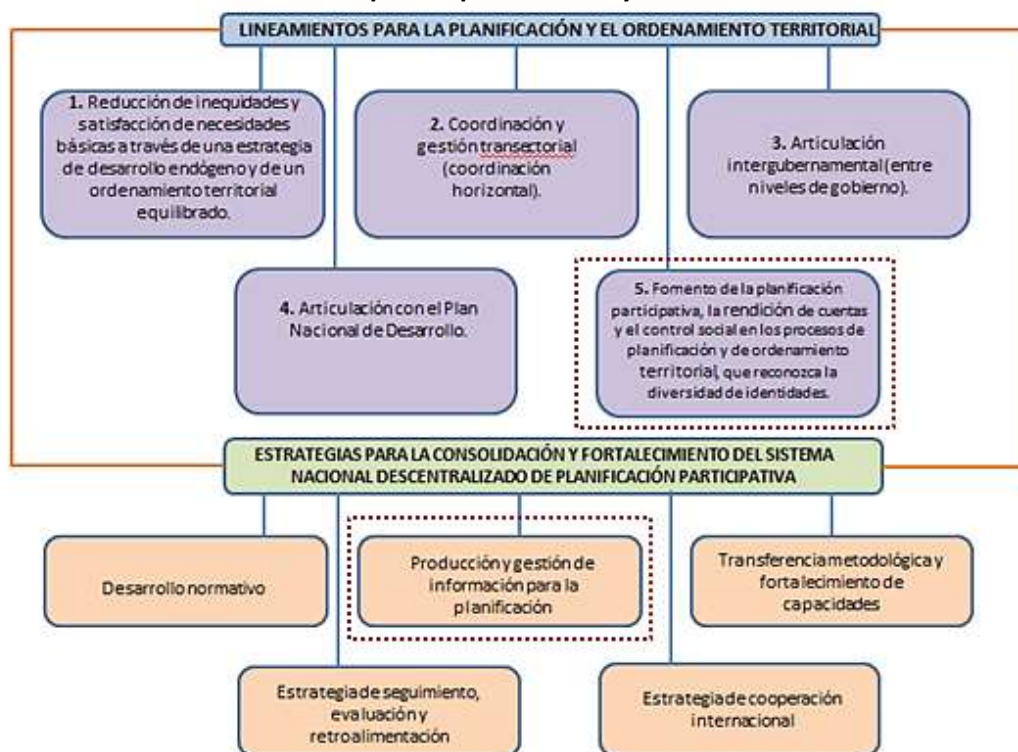 LINEAMIENTOS PARA LA PLANIFICACIÓN Y EL ORDENAMIENTO TERRITORIAL
1. Reducción de inequidades y
satisfacción de necesidades
básicas a través de una estrategia
de desarrollo endógeno y de un
ordenamiento territorial
equilibrado.
2. Coordinación y
gestión transectorial
(coordinación
horizontal).
3. Articulación
intergubernamental (entre
niveles de gobierno).
4. Articulación con el Plan
Nacional de Desarrollo.
5. Fomento de la planificación
participativa, la rendición de cuentas
y el control social en los procesos de
planificación y de ordenamiento
territorial, que reconozca la
diversidad de identidades.
ESTRATEGIAS PARA LA CONSOLIDACIÓN Y FORTALECIMIENTO DEL SISTEMA
NACIONAL DESCENTRALIZADO DE PLANIFICACIÓN PARTICIPATIVA
Desarrollo normativo
Producción y gestión de
información para la
planificación
Transferencia metodológica y
fortalecimiento de
capacidades
Estrategia de seguimiento,
evaluación y
retroalimentación
Estrategia de cooperación
internacional